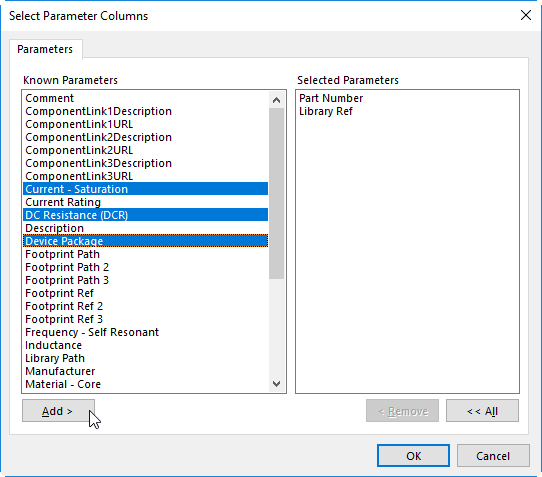 Select Parameter Columns
Parameters
Known Parameters
Comment
ComponentLink1Description
ComponentLink1URL
ComponentLink2Description
ComponentLink2URL
ComponentLink3Description
ComponentLink3URL
Current - Saturation
Current Rating
DC Resistance (DCR)
Description
Device Package
Footprint Path
Footprint Path 2
Footprint Path 3
Footprint Ref
Footprint Ref 2
Footprint Ref 3
Frequency - Self Resonant
Inductance
Library Path
Manufacturer
Material - Core
Selected Parameters
Part Number
Library Ref
Add >
< Remove
<< All
OK
Cancel